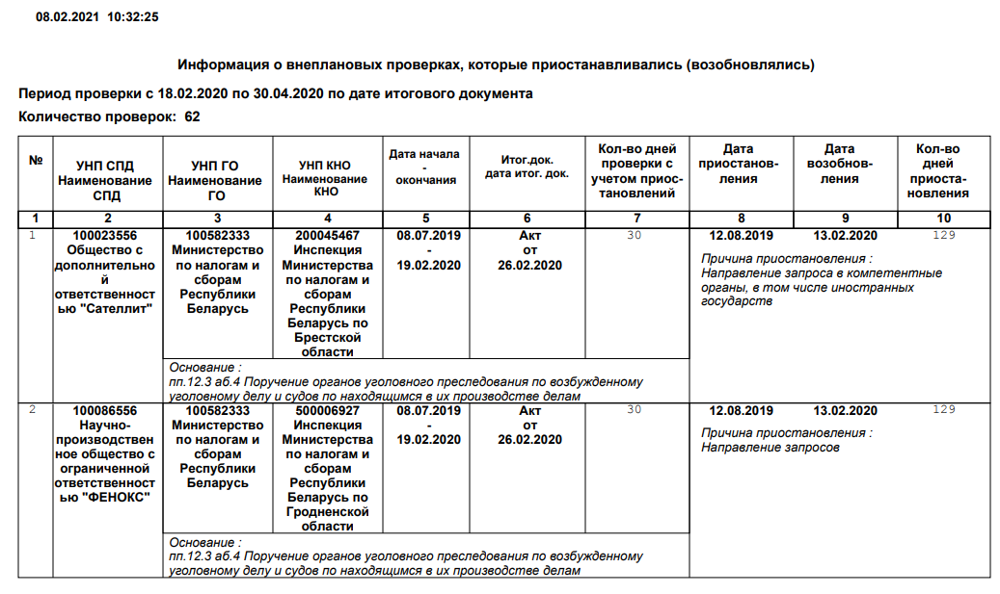 08.02.2021 10:32:25
Информация о внеплановых проверках, которые приостанавливались (возобновлялись)
Период проверки с 18.02.2020 по 30.04.2020 по дате итогового документа
Количество проверок: 62
№
УНП СПД
Наименование
СПД
УНП ГО
Наименование
ГО
УНП КНО
Наименование
КНО
Дата начала
-
окончания
Итог.док.
дата итог. док.
Кол-во дней
проверки с
учетом приос-
тановлений
Дата
приостанов-
ления
Дата
возобнов-
ления
Кол-во
дней
приоста-
новления
1 2 3 4 5 6 7 8 9 10
1
100023556
Общество с
дополнительно
й
ответственност
ью "Сателлит"
100582333
Министерство
по налогам и
сборам
Республики
Беларусь
200045467
Инспекция
Министерства
по налогам и
сборам
Республики
Беларусь по
Брестской
области
08.07.2019
-
19.02.2020
Акт
от
26.02.2020
30
12.08.2019
13.02.2020
129
Причина приостановления :
Направление запроса в компетентные
органы, в том числе иностранных
государств
Основание :
пп.12.3 аб.4 Поручение органов уголовного преследования по возбужденному
уголовному делу и судов по находящимся в их производстве делам
2
100086556
Научно-
производствен
ное общество с
ограниченной
ответственност
ью "ФЕНОКС"
100582333
Министерство
по налогам и
сборам
Республики
Беларусь
500006927
Инспекция
Министерства
по налогам и
сборам
Республики
Беларусь по
Гродненской
области
08.07.2019
-
19.02.2020
Акт
от
26.02.2020
30
12.08.2019
13.02.2020
129
Причина приостановления :
Направление запросов
Основание :
пп.12.3 аб.4 Поручение органов уголовного преследования по возбужденному
уголовному делу и судов по находящимся в их производстве делам